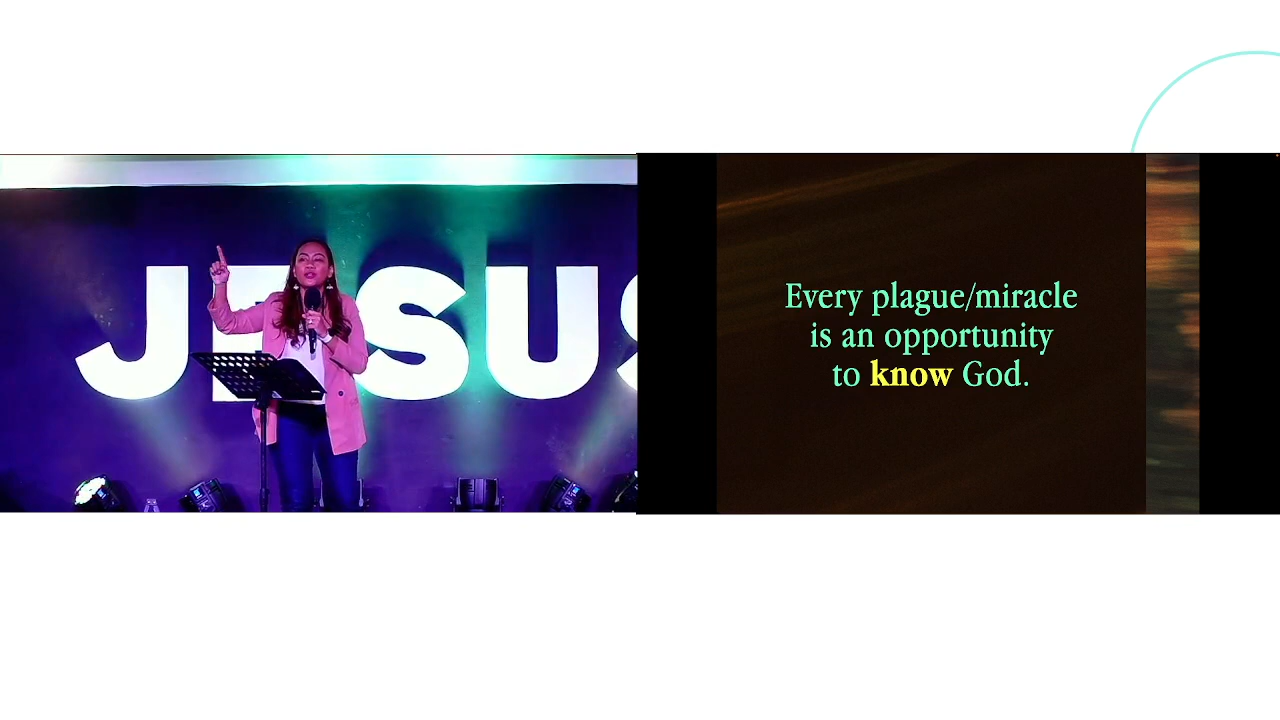 JESUS
Every plague/miracle
is an opportunity
to know God.